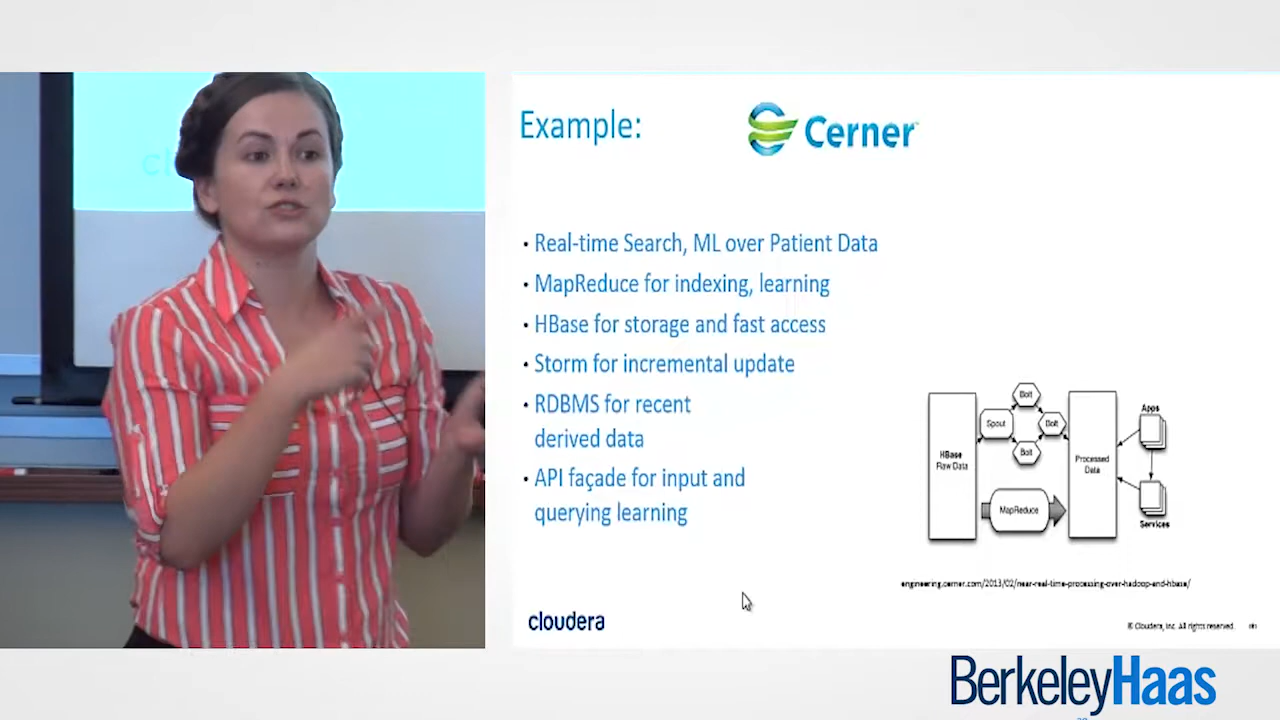 Example:
Cerner
• Real-time Search, ML over Patient Data
• MapReduce for indexing, learning
• HBase for storage and fast access
• Storm for incremental update
• RDBMS for recent
derived data
• API façade for input and
querying learning
HBase
Raw Data
Spout
Bolt
Bolt
Bolt
MapReduce
Processed
Data
Apps
Services
engineering.cerner.com/2013/02/near-real-time-processing-over-hadoop-and-hbase/
cloudera
© Cloudera, Inc. All rights reserved.
BerkeleyHaas